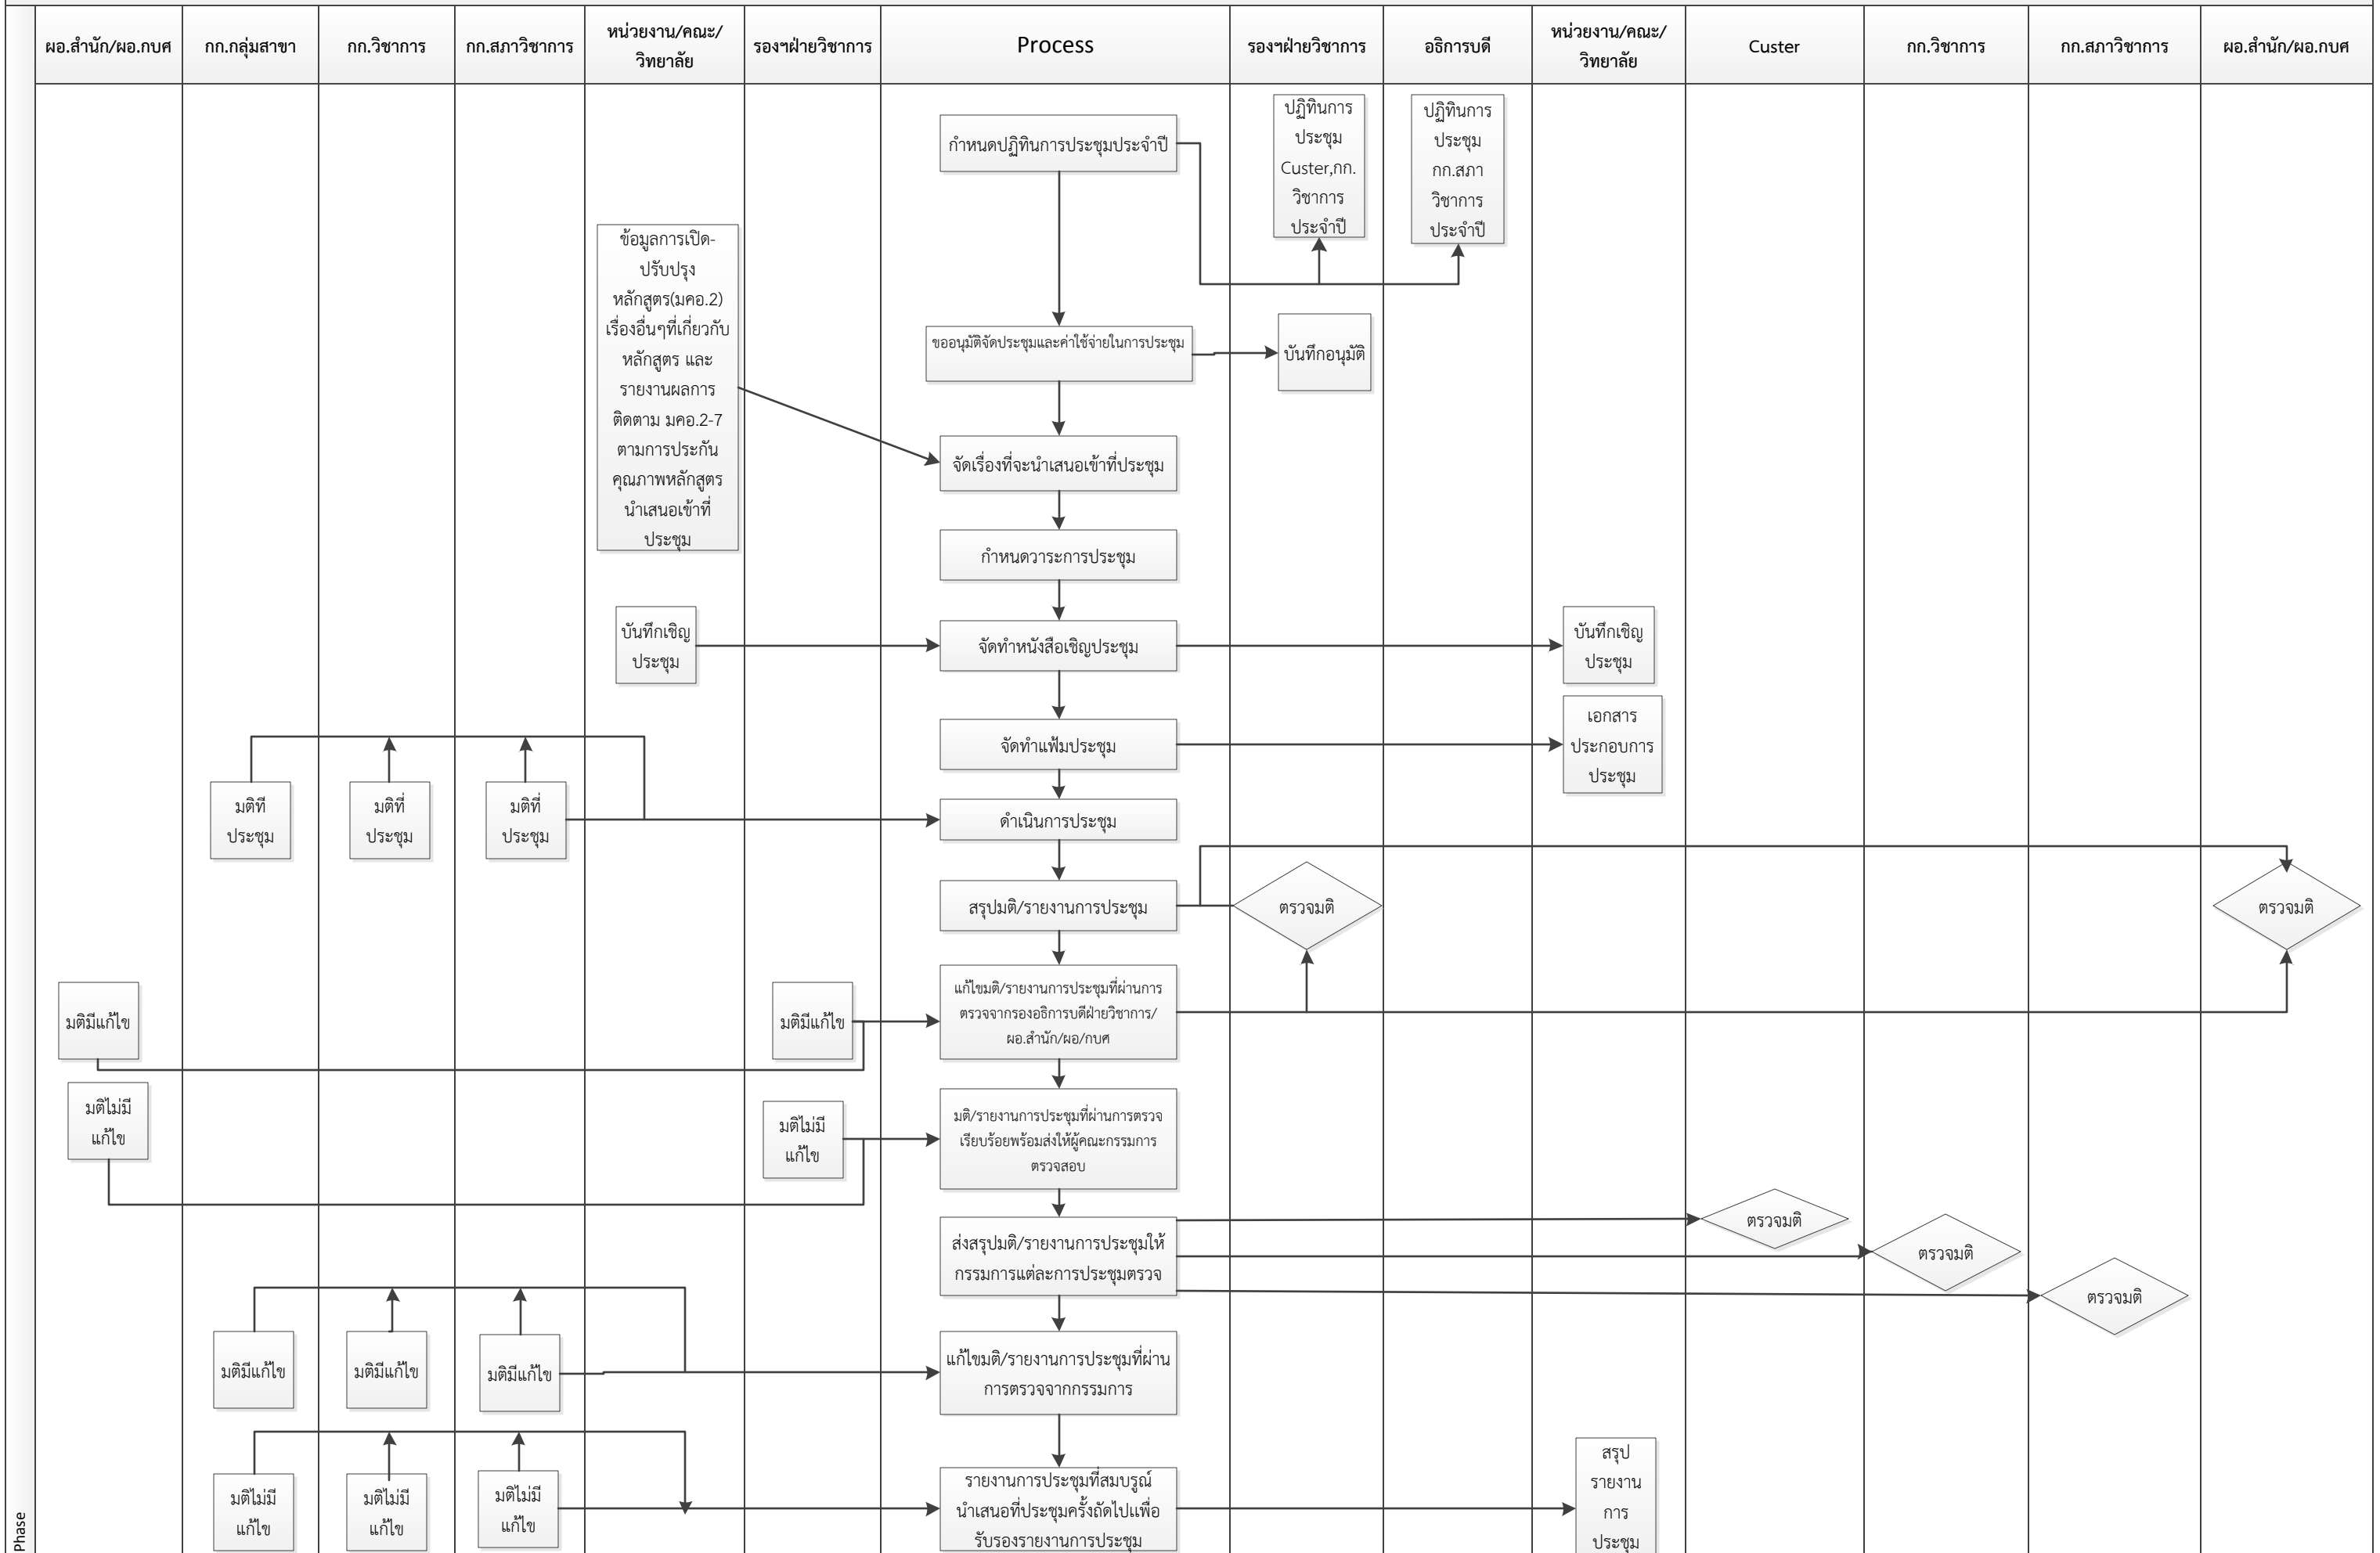 ผอ.สำนัก/ผอ.กบศ
กก.กลุ่มสาขา
กก.วิชาการ
กก.สภาวิชาการ
หน่วยงาน/คณะ/
วิทยาลัย
รองฯฝ่ายวิชาการ
Process
รองฯฝ่ายวิชาการ
อธิการบดี
หน่วยงาน/คณะ/
วิทยาลัย
Custer
กก.วิชาการ
กก.สภาวิชาการ
ผอ.สำนัก/ผอ.กบศ
กำหนดปฏิทินการประชุมประจำปี
ปฏิทินการ
ประชุม
Custer,กก.
วิชาการ
ประจำปี
ปฏิทินการ
ประชุม
กก.สภา
วิชาการ
ประจำปี
ข้อมูลการเปิด-
ปรับปรุง
หลักสูตร(มคอ.2)
เรื่องอื่นๆที่เกี่ยวกับ
หลักสูตร และ
รายงานผลการ
ติดตาม มคอ.2-7
ตามการประกัน
คุณภาพหลักสูตร
นำเสนอเข้าที่
ประชุม
ขออนุมัติจัดประชุมและค่าใช้จ่ายในการประชุม
บันทึกอนุมัติ
จัดเรื่องที่จะนำเสนอเข้าที่ประชุม
กำหนดวาระการประชุม
บันทึกเชิญ
ประชุม
จัดทำหนังสือเชิญประชุม
บันทึกเชิญ
ประชุม
จัดทำแฟ้มประชุม
เอกสาร
ประกอบการ
ประชุม
มติที
ประชุม
มติที่
ประชุม
มติที่
ประชุม
ดำเนินการประชุม
สรุปมติ/รายงานการประชุม
ตรวจมติ
ตรวจมติ
มติมีแก้ไข
มติมีแก้ไข
แก้ไขมติ/รายงานการประชุมที่ผ่านการ
ตรวจจากรองอธิการบดีฝ่ายวิชาการ/
ผอ.สำนัก/ผอ/กบศ
มติไม่มี
แก้ไข
มติไม่มี
แก้ไข
มติ/รายงานการประชุมที่ผ่านการตรวจ
เรียบร้อยพร้อมส่งให้ผู้คณะกรรมการ
ตรวจสอบ
ส่งสรุปมติ/รายงานการประชุมให้
กรรมการแต่ละการประชุมตรวจ
ตรวจมติ
ตรวจมติ
ตรวจมติ
มติมีแก้ไข
มติมีแก้ไข
มติมีแก้ไข
แก้ไขมติ/รายงานการประชุมที่ผ่าน
การตรวจจากกรรมการ
มติไม่มี
แก้ไข
มติไม่มี
แก้ไข
มติไม่มี
แก้ไข
รายงานการประชุมที่สมบรูณ์
นำเสนอที่ประชุมครั้งถัดไปเเพื่อ
รับรองรายงานการประชุม
สรุป
รายงาน
การ
ประชุม
Phase